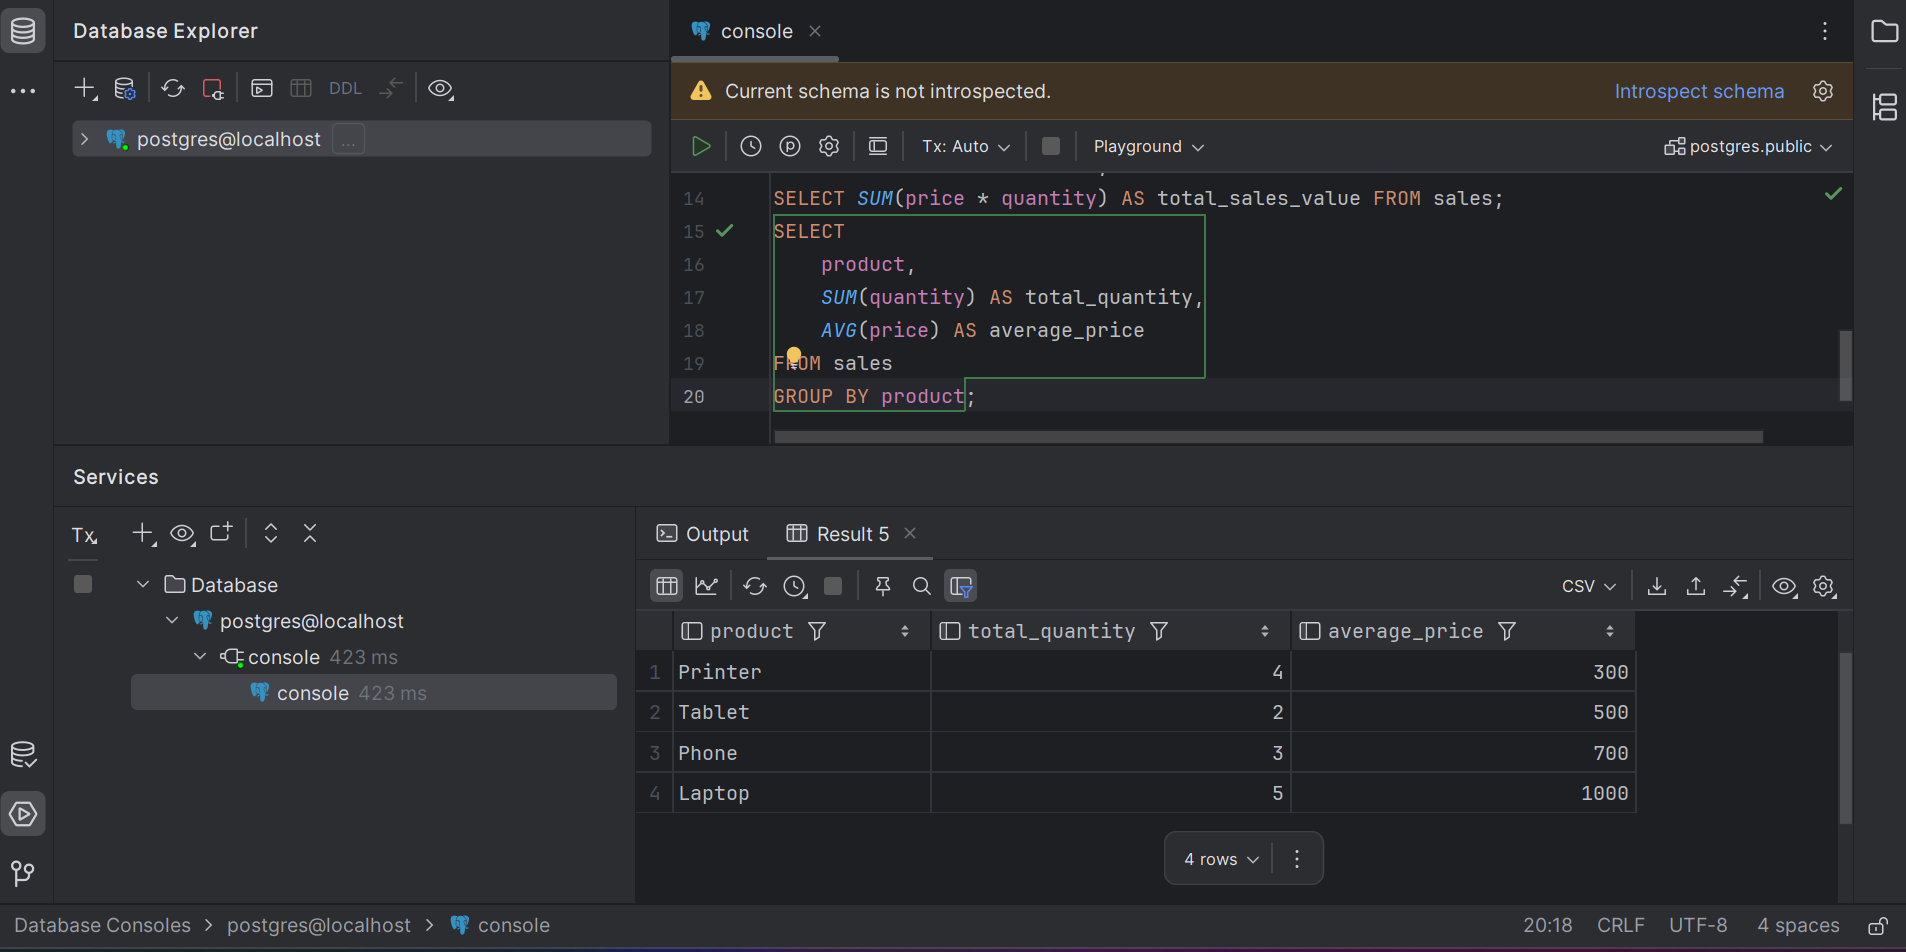 Database Explorer
console
DDL
Current schema is not introspected.
Introspect schema
postgres@localhost
...
Tx: Auto
Playground
postgres.public
14 SELECT SUM(price * quantity) AS total_sales_value FROM sales;
15 SELECT
16 product,
17 SUM(quantity) AS total_quantity,
18 AVG(price) AS average_price
19 FROM sales
20 GROUP BY product;
Services
Tx
Output
Result 5
Database
postgres@localhost
console 423 ms
console 423 ms
CSV
product total_quantity average_price
1 Printer 4 300
2 Tablet 2 500
3 Phone 3 700
4 Laptop 5 1000
4 rows
Database Consoles > postgres@localhost > console
20:18 CRLF UTF-8 4 spaces